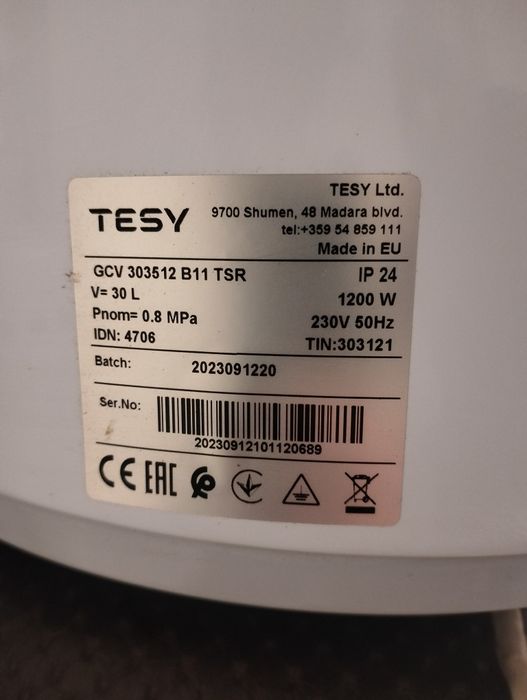 TESY
TESY Ltd.
9700 Shumen, 48 Madara blvd.
tel:+359 54 859 111
Made in EU
GCV 303512 B11 TSR
IP 24
V= 30 L
1200 W
Pnom= 0.8 MPa
230V 50Hz
IDN: 4706
TIN:303121
Batch: 2023091220
Ser.No:
20230912101120689
CE EAC